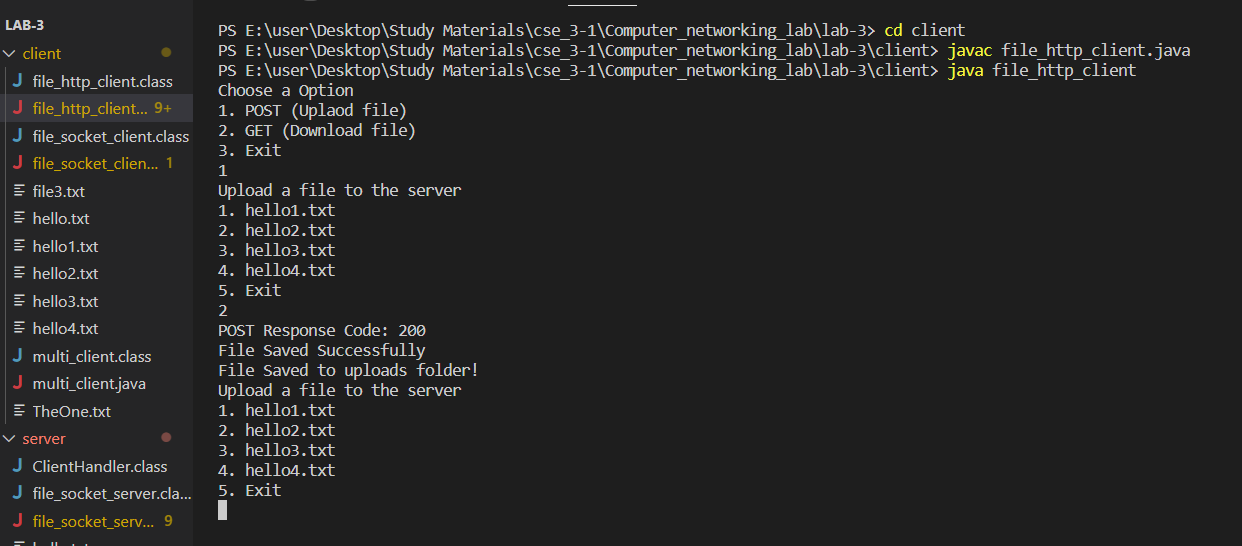 LAB-3
client
file_http_client.class
file_http_client... 9+
file_socket_client.class
file_socket_clien... 1
file3.txt
hello.txt
hello1.txt
hello2.txt
hello3.txt
hello4.txt
multi_client.class
multi_client.java
TheOne.txt
server
ClientHandler.class
file_socket_server.cla...
file_socket_serv... 9
PS E:\user\Desktop\Study Materials\cse_3-1\Computer_networking_lab\lab-3> cd client
PS E:\user\Desktop\Study Materials\cse_3-1\Computer_networking_lab\lab-3\client> javac file_http_client.java
PS E:\user\Desktop\Study Materials\cse_3-1\Computer_networking_lab\lab-3\client> java file_http_client
Choose a Option
1. POST (Uplaod file)
2. GET (Download file)
3. Exit
1
Upload a file to the server
1. hello1.txt
2. hello2.txt
3. hello3.txt
4. hello4.txt
5. Exit
2
POST Response Code: 200
File Saved Successfully
File Saved to uploads folder!
Upload a file to the server
1. hello1.txt
2. hello2.txt
3. hello3.txt
4. hello4.txt
5. Exit